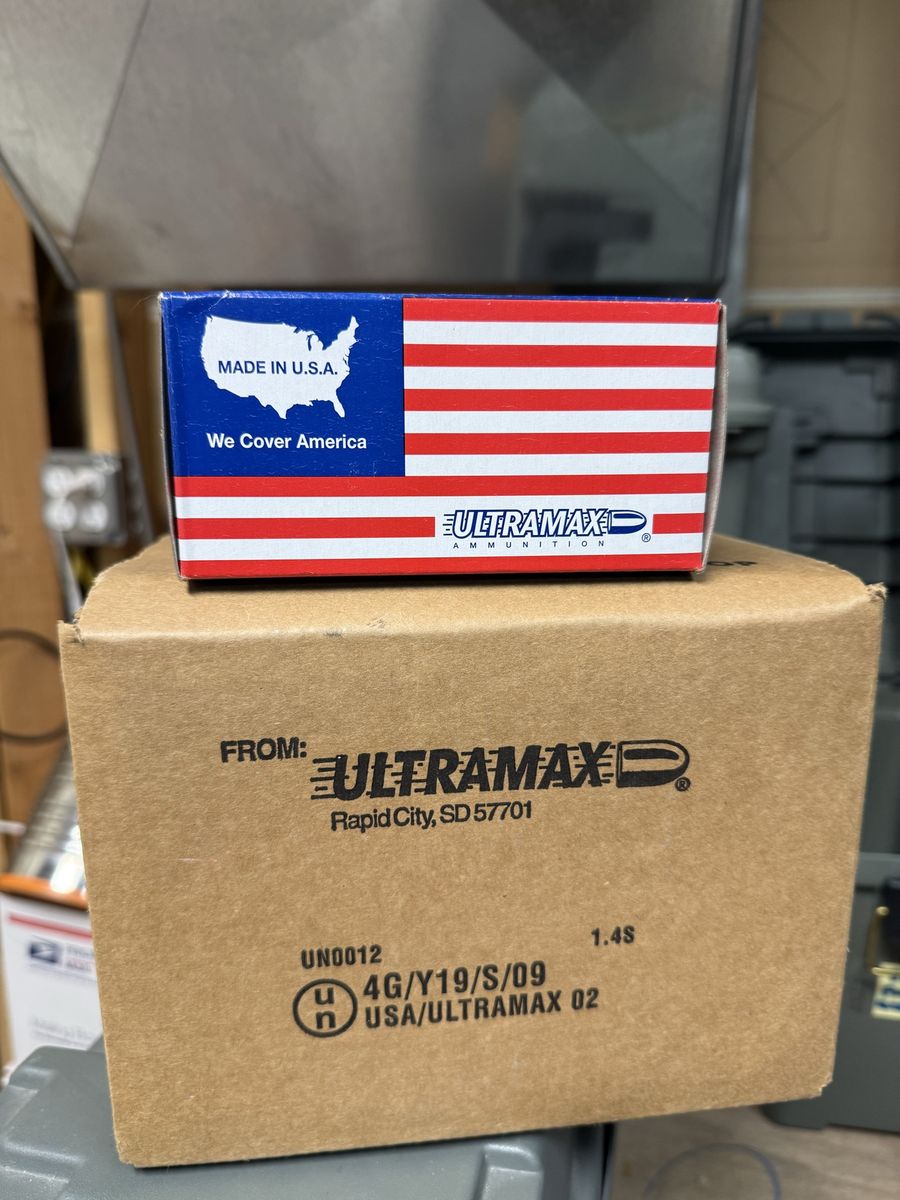 MADE IN U.S.A.
We Cover America
ULTRAMAX ®
AMMUNITION
FROM: ULTRAMAX ®
Rapid City, SD 57701
UN0012
1.4S
un
4G/Y19/S/09
USA/ULTRAMAX 02